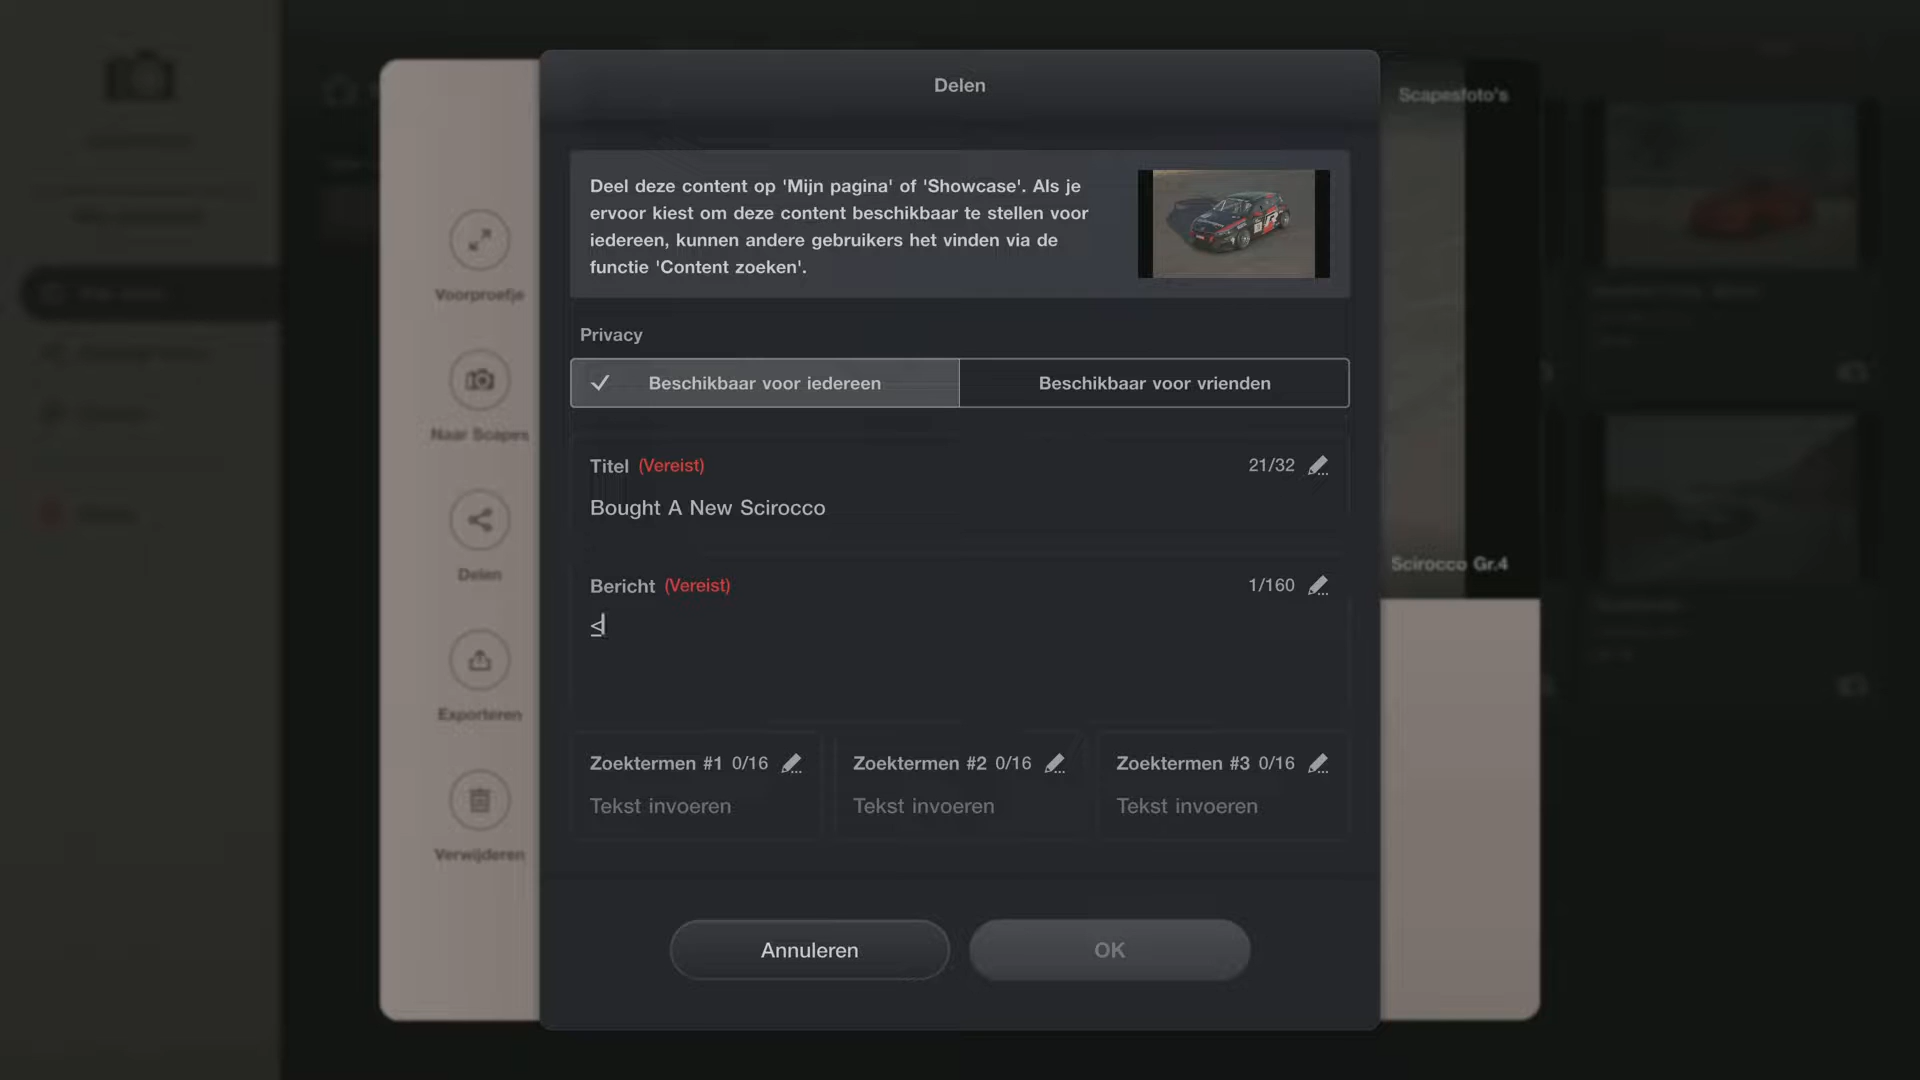 Delen
Scapesfoto's
Deel deze content op 'Mijn pagina' of 'Showcase'. Als je
ervoor kiest om deze content beschikbaar te stellen voor
iedereen, kunnen andere gebruikers het vinden via de
functie 'Content zoeken'.
Voorproefje
Privacy
Beschikbaar voor iedereen
Beschikbaar voor vrienden
Naar Scapes
Titel (Vereist)
21/32
Bought A New Scirocco
Delen
Scirocco Gr.4
Bericht (Vereist)
1/160
<
Exporteren
Zoektermen #1 0/16
Zoektermen #2 0/16
Zoektermen #3 0/16
Tekst invoeren
Tekst invoeren
Tekst invoeren
Verwijderen
Annuleren
OK